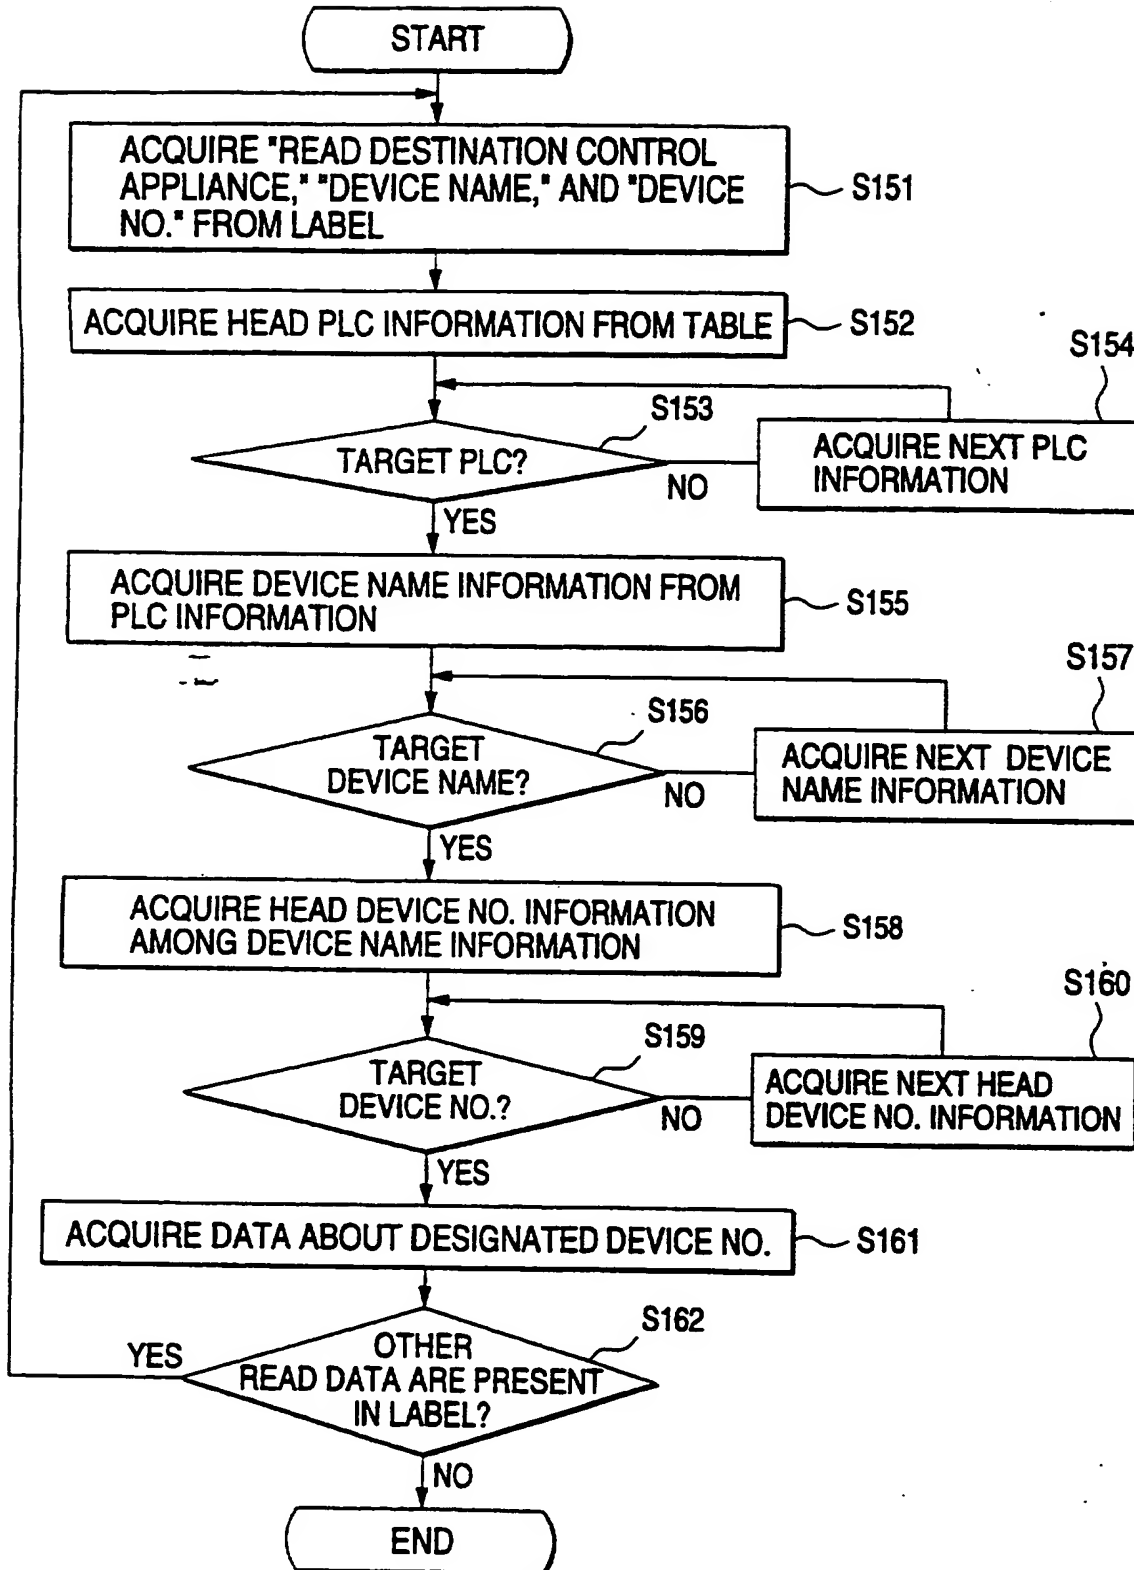 START
ACQUIRE "READ DESTINATION CONTROL
APPLIANCE," "DEVICE NAME," AND "DEVICE
NO." FROM LABEL
S151
ACQUIRE HEAD PLC INFORMATION FROM TABLE
S152
S154
S153
TARGET PLC?
NO
ACQUIRE NEXT PLC
INFORMATION
YES
ACQUIRE DEVICE NAME INFORMATION FROM
PLC INFORMATION
S155
S157
S156
TARGET
DEVICE NAME?
NO
ACQUIRE NEXT DEVICE
NAME INFORMATION
YES
ACQUIRE HEAD DEVICE NO. INFORMATION
AMONG DEVICE NAME INFORMATION
S158
S160
S159
TARGET
DEVICE NO.?
NO
ACQUIRE NEXT HEAD
DEVICE NO. INFORMATION
YES
ACQUIRE DATA ABOUT DESIGNATED DEVICE NO.
S161
S162
YES
OTHER
READ DATA ARE PRESENT
IN LABEL?
NO
END